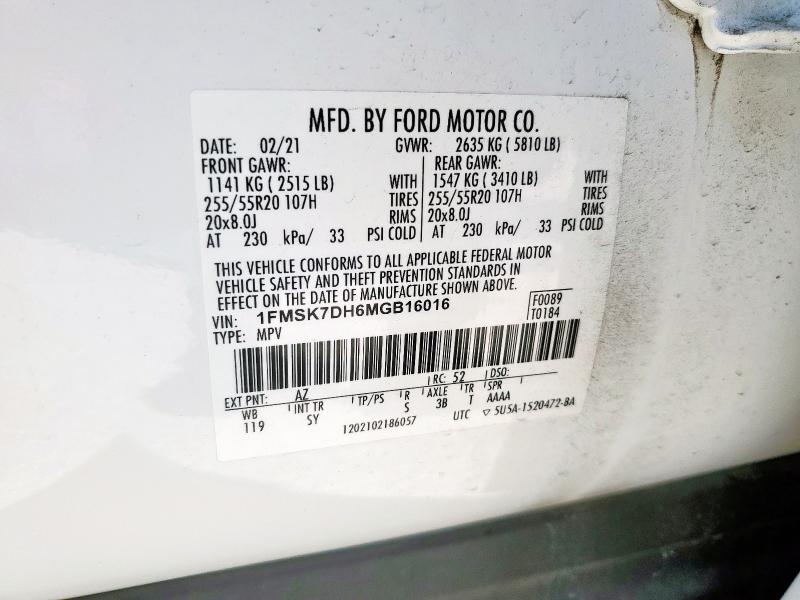 MFD. BY FORD MOTOR CO.
DATE: 02/21 GVWR: 2635 KG ( 5810 LB)
FRONT GAWR: REAR GAWR:
1141 KG ( 2515 LB) WITH 1547 KG ( 3410 LB) WITH
255/55R20 107H TIRES 255/55R20 107H TIRES
20x8.0J RIMS 20x8.0J RIMS
AT 230 kPa/ 33 PSI COLD AT 230 kPa/ 33 PSI COLD
THIS VEHICLE CONFORMS TO ALL APPLICABLE FEDERAL MOTOR
VEHICLE SAFETY AND THEFT PREVENTION STANDARDS IN
EFFECT ON THE DATE OF MANUFACTURE SHOWN ABOVE.
VIN: 1FMSK7DH6MGB16016 F0089
TYPE: MPV T0184
EXT PNT: AZ RC: 52 DSO:
WB INT TR TP/PS R AXLE TR SPR
119 SY S 3B T AAAA
1202102186057 UTC ▽ 5U5A-1520472-BA